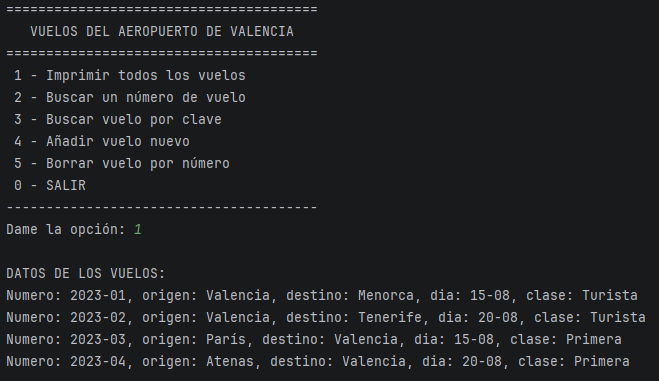 =======================================
VUELOS DEL AEROPUERTO DE VALENCIA
=======================================
1 - Imprimir todos los vuelos
2 - Buscar un número de vuelo
3 - Buscar vuelo por clave
4 - Añadir vuelo nuevo
5 - Borrar vuelo por número
0 - SALIR
---------------------------------------
Dame la opción: 1
DATOS DE LOS VUELOS:
Numero: 2023-01, origen: Valencia, destino: Menorca, dia: 15-08, clase: Turista
Numero: 2023-02, origen: Valencia, destino: Tenerife, dia: 20-08, clase: Turista
Numero: 2023-03, origen: París, destino: Valencia, dia: 15-08, clase: Primera
Numero: 2023-04, origen: Atenas, destino: Valencia, dia: 20-08, clase: Primera